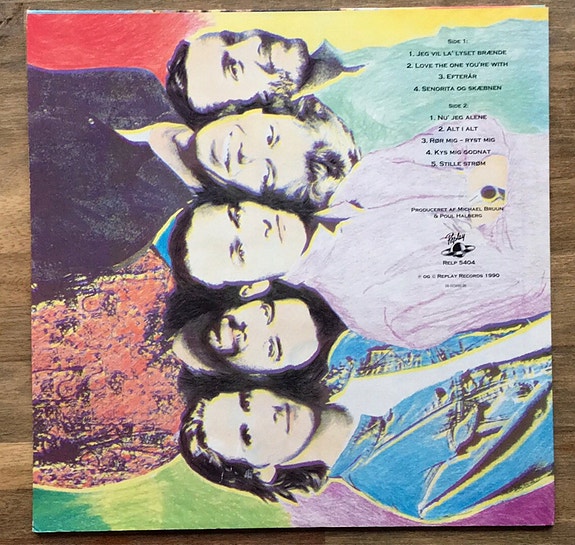 Side 1:
1. Jeg vil la' lyset brænde
2. Love the one you're with
3. Efterår
4. Senorita og skæbnen
Side 2:
1. Nu' jeg alene
2. Alt i alt
3. Rør mig – ryst mig
4. Kys mig godnat
5. Stille strøm
Produceret af Michael Bruun
& Poul Halberg
Replay
RELP 5404
℗ og © Replay Records 1990